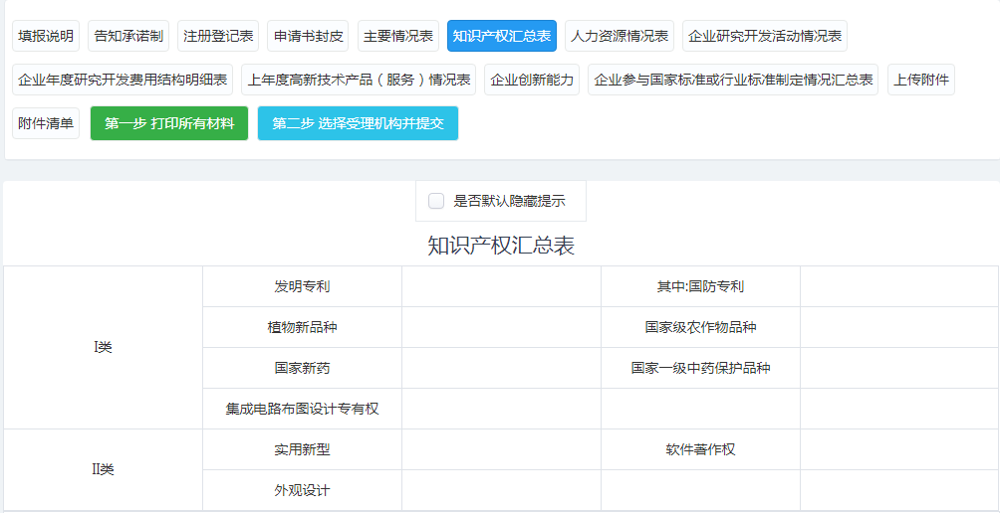 填报说明 告知承诺制 注册登记表 申请书封皮 主要情况表 知识产权汇总表 人力资源情况表 企业研究开发活动情况表
企业年度研究开发费用结构明细表 上年度高新技术产品（服务）情况表 企业创新能力 企业参与国家标准或行业标准制定情况汇总表 上传附件
附件清单 第一步 打印所有材料 第二步 选择受理机构并提交
是否默认隐藏提示
知识产权汇总表
I类
发明专利 其中:国防专利
植物新品种 国家级农作物品种
国家新药 国家一级中药保护品种
集成电路布图设计专有权
II类
实用新型 软件著作权
外观设计